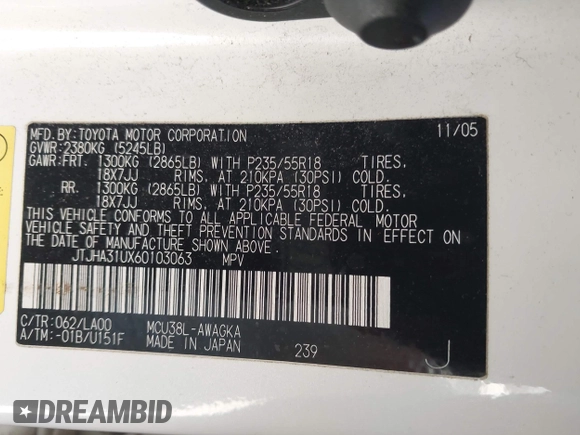 MFD.BY:TOYOTA MOTOR CORPORATION 11/05
GVWR:2380KG (5245LB)
GAWR:FRT. 1300KG (2865LB) WITH P235/55R18 TIRES.
18X7JJ RIMS. AT 210KPA (30PSI) COLD.
RR. 1300KG (2865LB) WITH P235/55R18 TIRES.
18X7JJ RIMS. AT 210KPA (30PSI) COLD.
THIS VEHICLE CONFORMS TO ALL APPLICABLE FEDERAL MOTOR
VEHICLE SAFETY AND THEFT PREVENTION STANDARDS IN EFFECT ON
THE DATE OF MANUFACTURE SHOWN ABOVE.
JTJHA31UX60103063 MPV
C/TR:062/LA00 MCU38L-AWAGKA
A/TM:-01B/U151F MADE IN JAPAN 239 J
DREAMBID